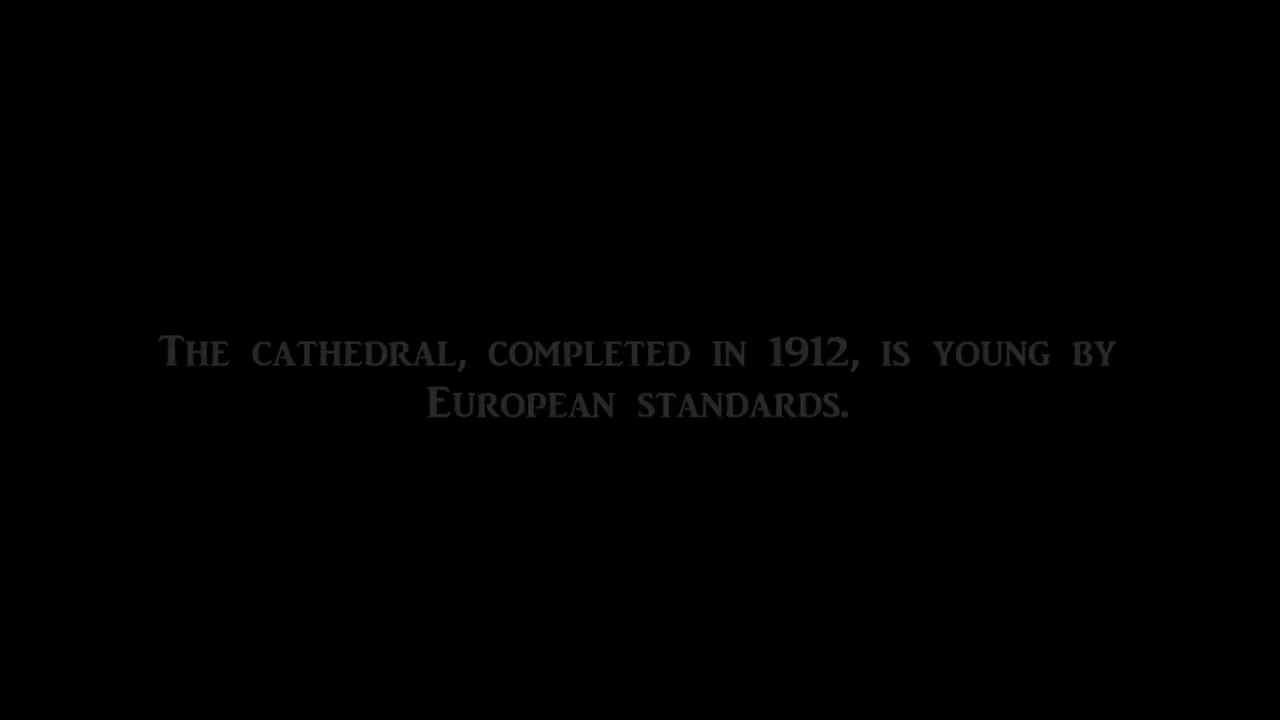 The cathedral, completed in 1912, is young by
European standards.